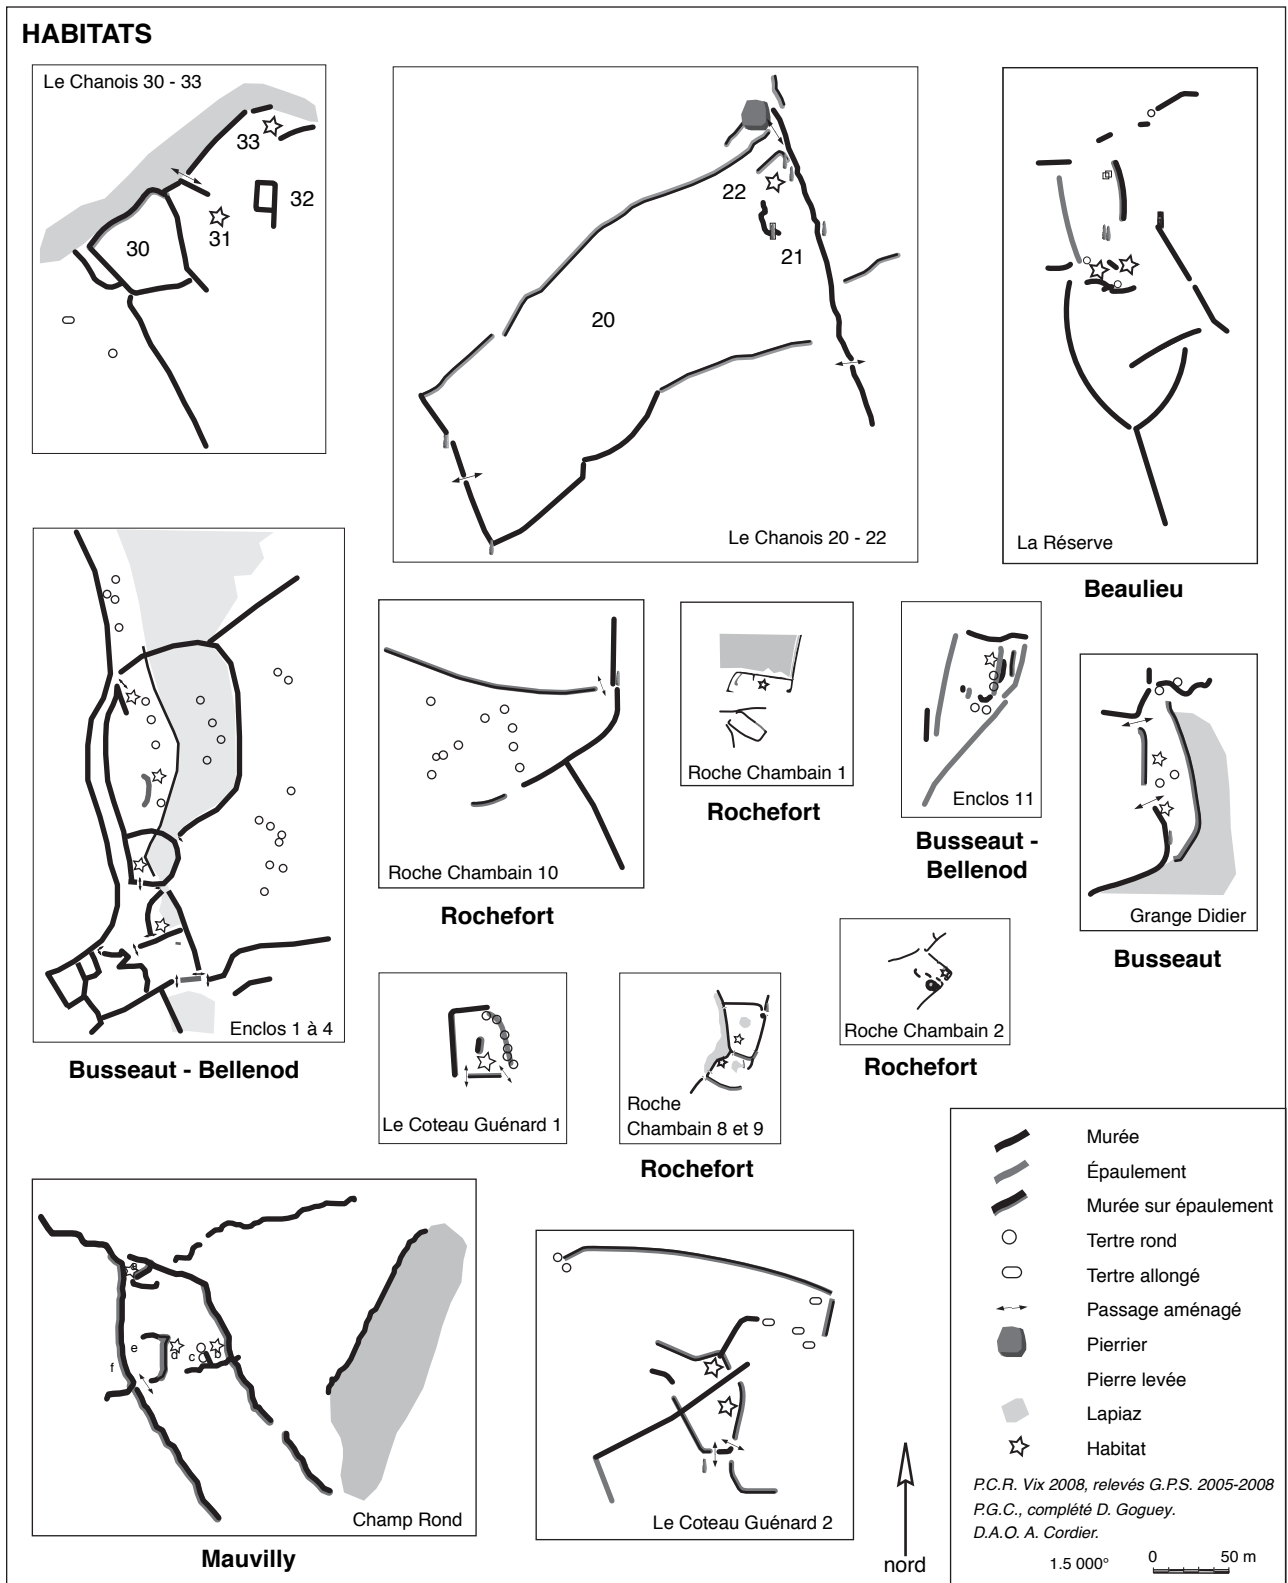 HABITATS
Le Chanois 30 - 33
33
32
31
30
22
21
20
Le Chanois 20 - 22
La Réserve
Beaulieu
Enclos 1 à 4
Busseaut - Bellenod
Roche Chambain 10
Rochefort
Roche Chambain 1
Rochefort
Enclos 11
Busseaut -
Bellenod
Grange Didier
Busseaut
Le Coteau Guénard 1
Roche
Chambain 8 et 9
Rochefort
Roche Chambain 2
Rochefort
a
e
d
c
b
f
Champ Rond
Mauvilly
Le Coteau Guénard 2
nord
Murée
Épaulement
Murée sur épaulement
Tertre rond
Tertre allongé
Passage aménagé
Pierrier
Pierre levée
Lapiaz
Habitat
P.C.R. Vix 2008, relevés G.P.S. 2005-2008
P.G.C., complété D. Goguey.
D.A.O. A. Cordier.
1.5 000°
0
50 m